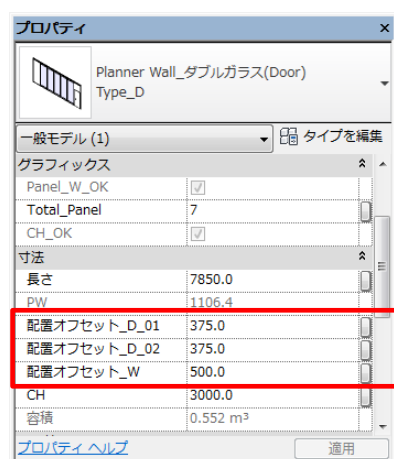 プロパティ
Planner Wall_ダブルガラス(Door)
Type_D
一般モデル (1)
タイプを編集
グラフィックス
Panel_W_OK
Total_Panel 7
CH_OK
寸法
長さ 7850.0
PW 1106.4
配置オフセット_D_01 375.0
配置オフセット_D_02 375.0
配置オフセット_W 500.0
CH 3000.0
容積 0.552 m³
プロパティ ヘルプ
適用